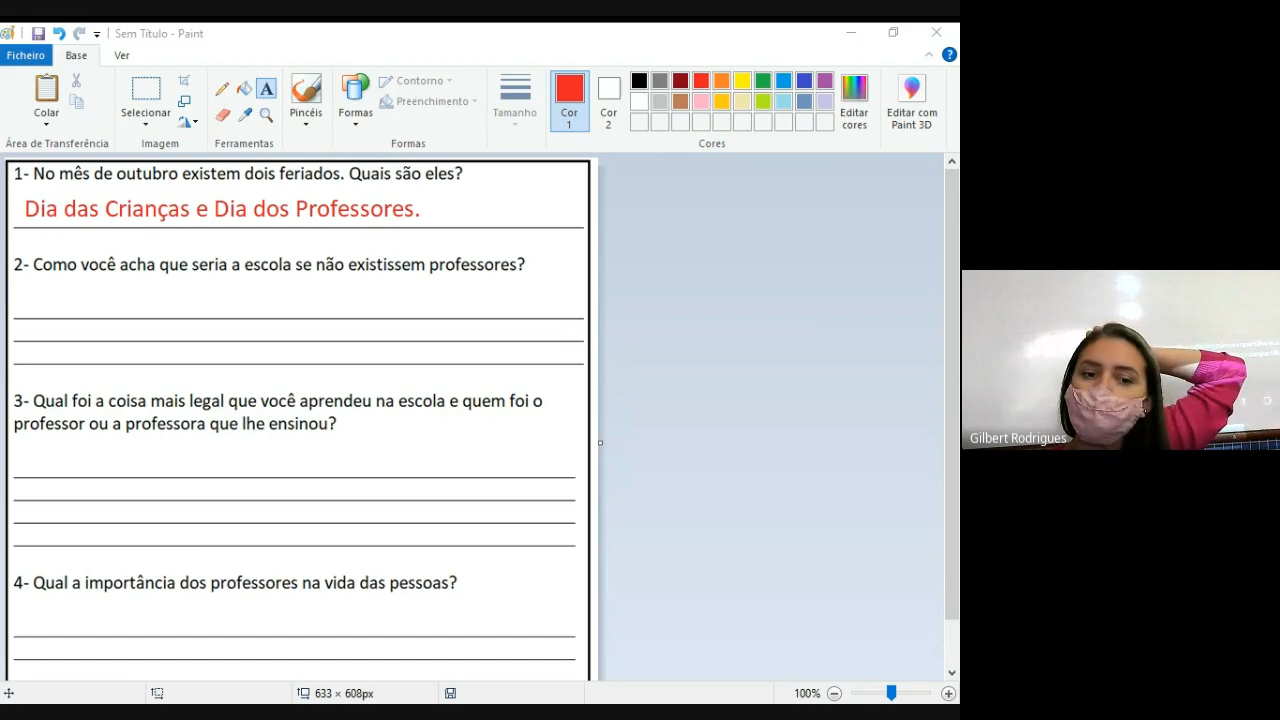 Sem Título - Paint
Ficheiro
Base
Ver
Colar
Selecionar
Pincéis
Formas
Contorno
Preenchimento
Tamanho
Cor 1
Cor 2
Editar cores
Editar com Paint 3D
Área de Transferência
Imagem
Ferramentas
Formas
Cores
1- No mês de outubro existem dois feriados. Quais são eles?
Dia das Crianças e Dia dos Professores.
2- Como você acha que seria a escola se não existissem professores?
3- Qual foi a coisa mais legal que você aprendeu na escola e quem foi o
professor ou a professora que lhe ensinou?
4- Qual a importância dos professores na vida das pessoas?
633 × 608px
100%
Gilbert Rodrigues